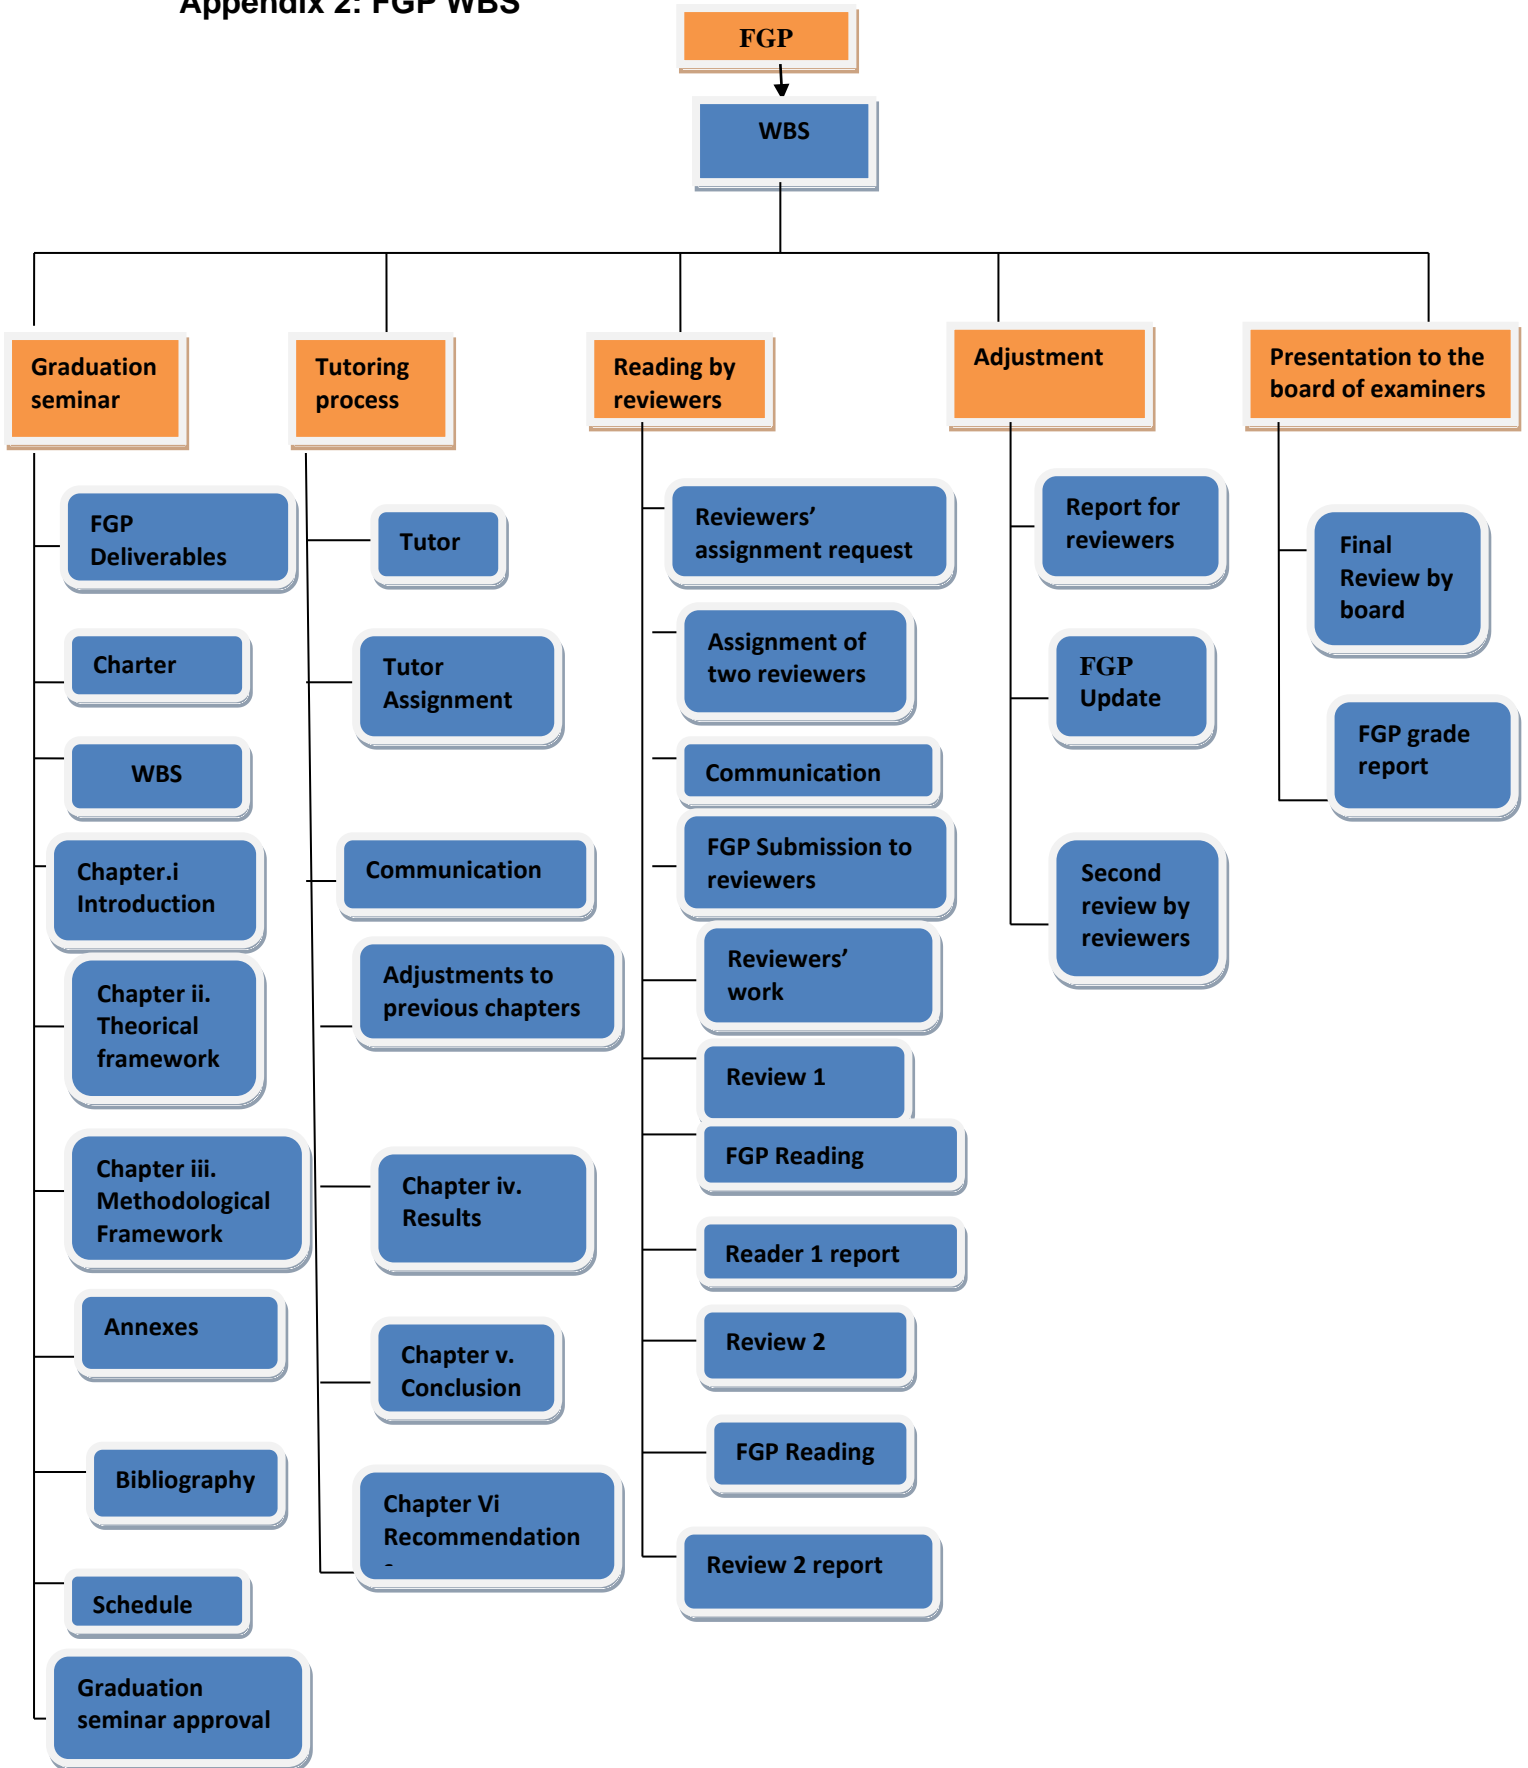 Appendix 2: FGP WBS
FGP
WBS
Graduation
seminar
Tutoring
process
Reading by
reviewers
Adjustment
Presentation to the
board of examiners
FGP
Deliverables
Charter
WBS
Chapter.i
Introduction
Chapter ii.
Theorical
framework
Chapter iii.
Methodological
Framework
Annexes
Bibliography
Schedule
Graduation
seminar approval
Tutor
Tutor
Assignment
Communication
Adjustments to
previous chapters
Chapter iv.
Results
Chapter v.
Conclusion
Chapter Vi
Recommendation
Reviewers’
assignment request
Assignment of
two reviewers
Communication
FGP Submission to
reviewers
Reviewers’
work
Review 1
FGP Reading
Reader 1 report
Review 2
FGP Reading
Review 2 report
Report for
reviewers
FGP
Update
Second
review by
reviewers
Final
Review by
board
FGP grade
report